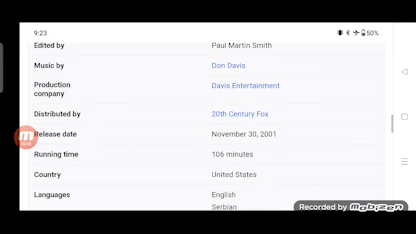 9:23
50%
Edited by Paul Martin Smith
Music by Don Davis
Production company Davis Entertainment
Distributed by 20th Century Fox
Release date November 30, 2001
Running time 106 minutes
Country United States
Languages English
Serbian
Recorded by Mobizen